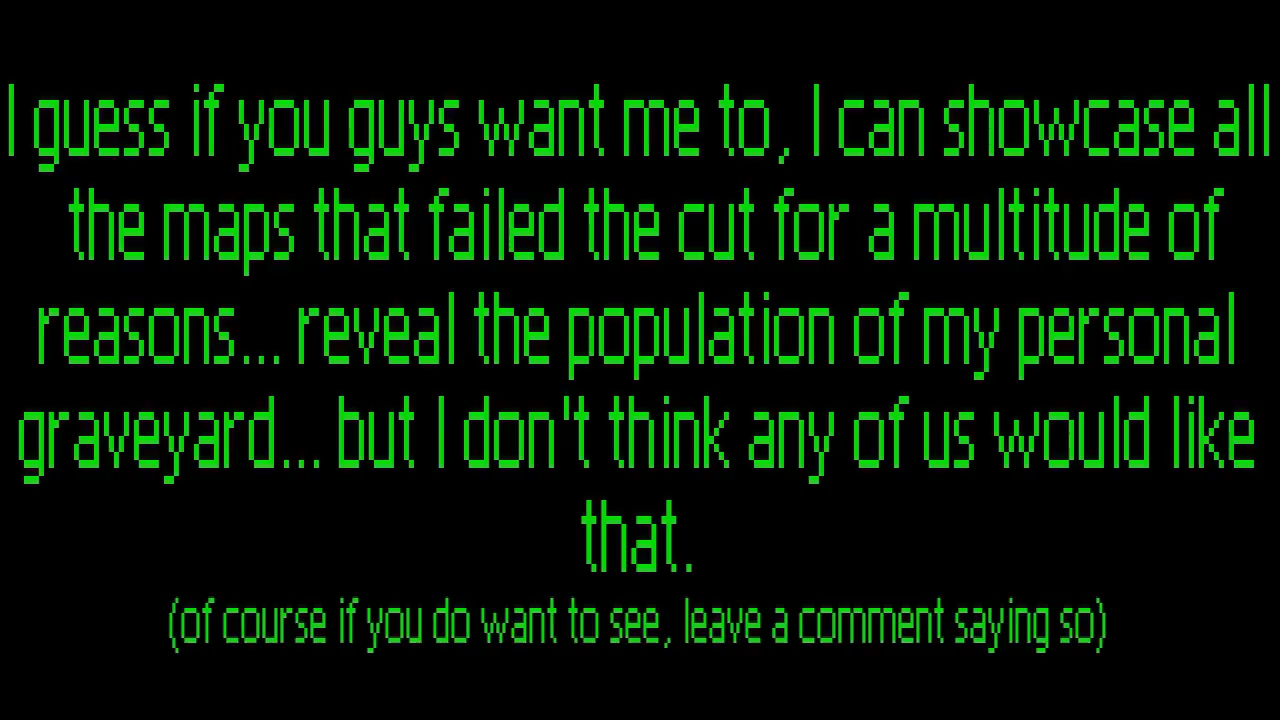 I guess if you guys want me to, I can showcase all
the maps that failed the cut for a multitude of
reasons... reveal the population of my personal
graveyard... but I don't think any of us would like
that.
(of course if you do want to see, leave a comment saying so)